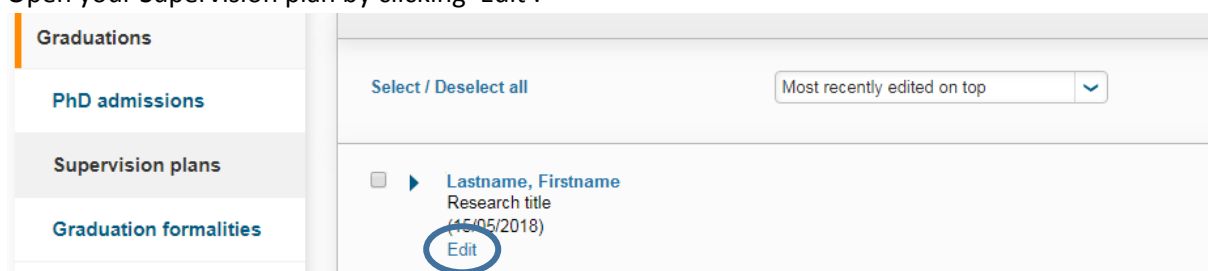 Open your Supervision plan by clicking 'Edit'.
Graduations
PhD admissions
Supervision plans
Graduation formalities
Select / Deselect all
Most recently edited on top
Lastname, Firstname
Research title
(15/05/2018)
Edit